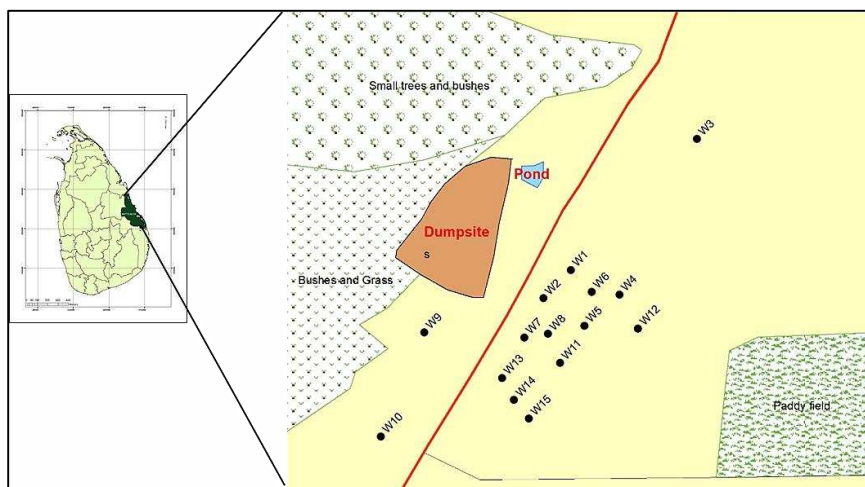 Small trees and bushes
W3
Pond
Dumpsite
s
Bushes and Grass
W1
W6
W4
W2
W12
W5
W8
W7
W9
W11
W13
W14
W15
W10
Paddy field